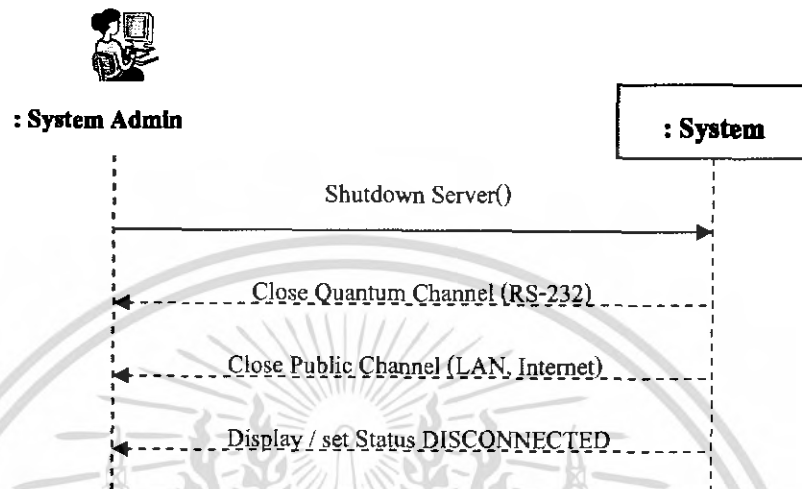 : System Admin
: System
Shutdown Server()
Close Quantum Channel (RS-232)
Close Public Channel (LAN, Internet)
Display / set Status DISCONNECTED